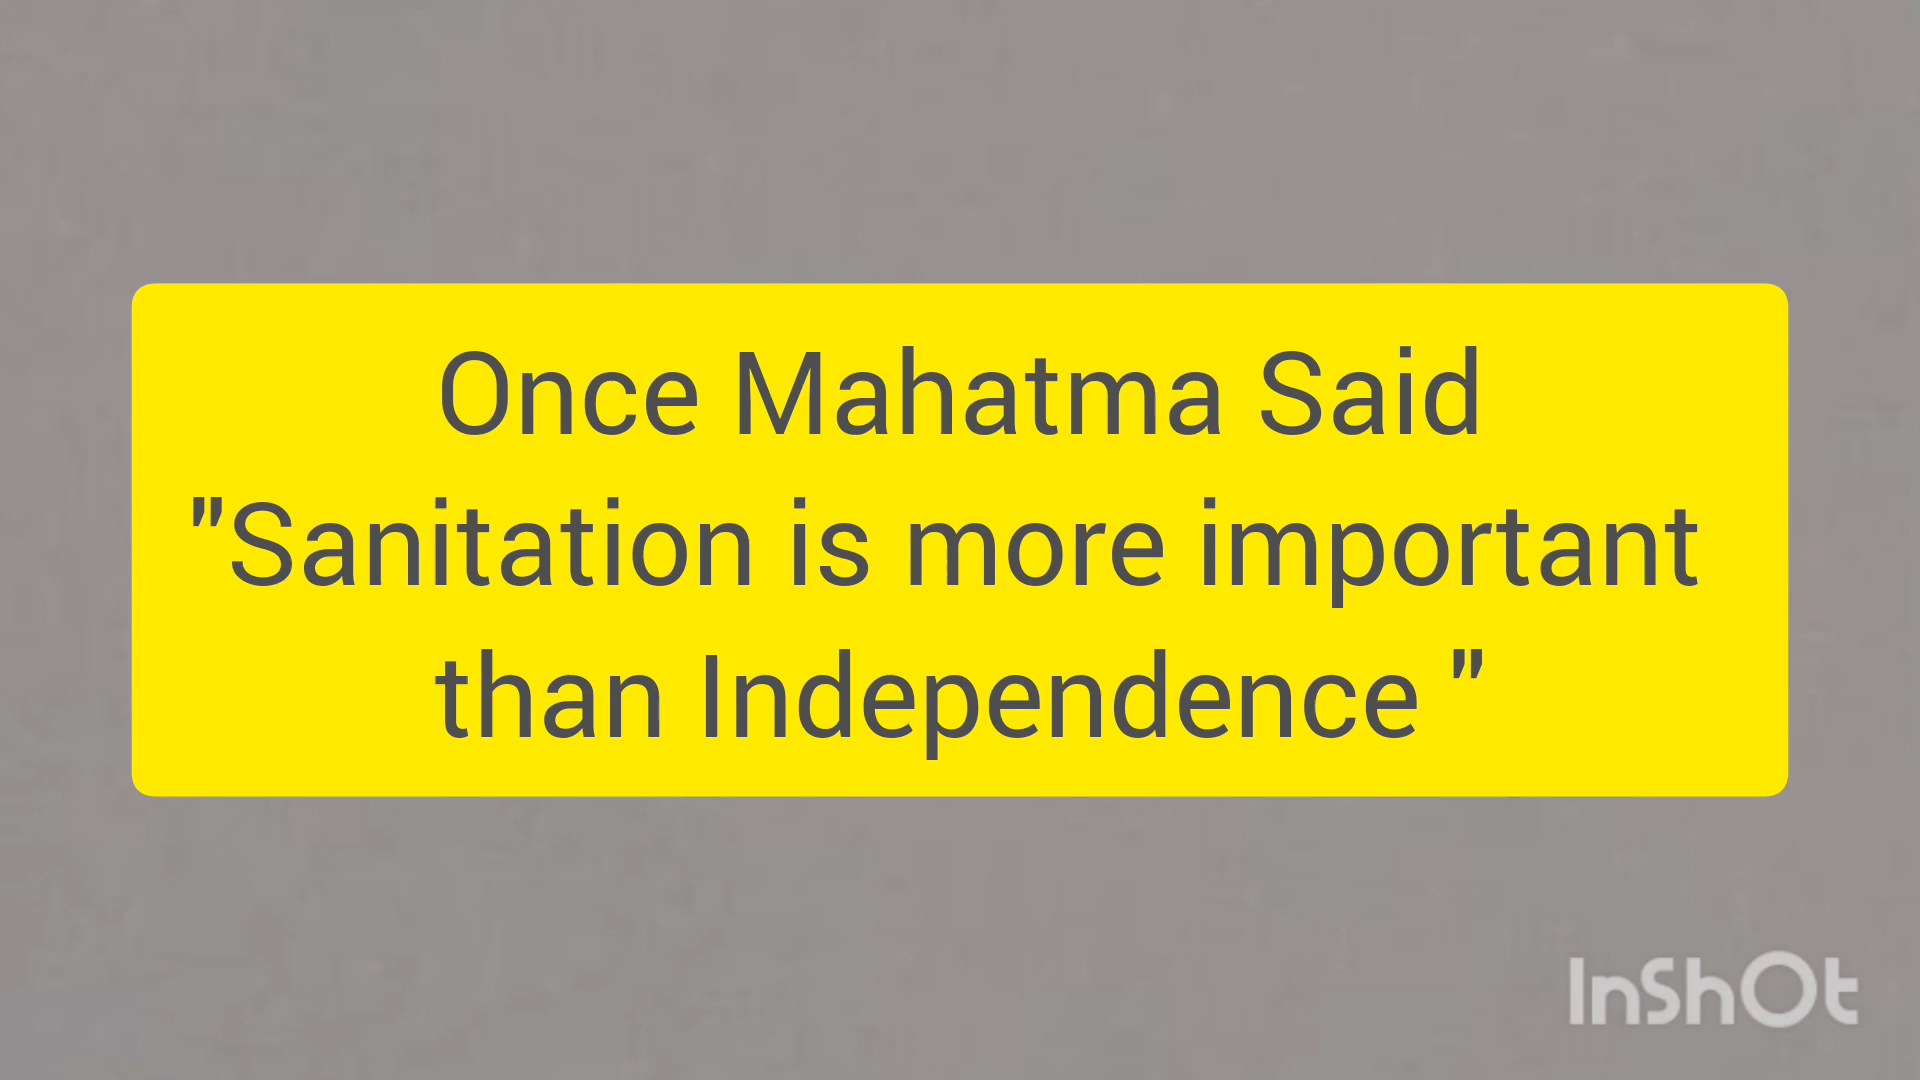 Once Mahatma Said
"Sanitation is more important
than Independence "
InShOt